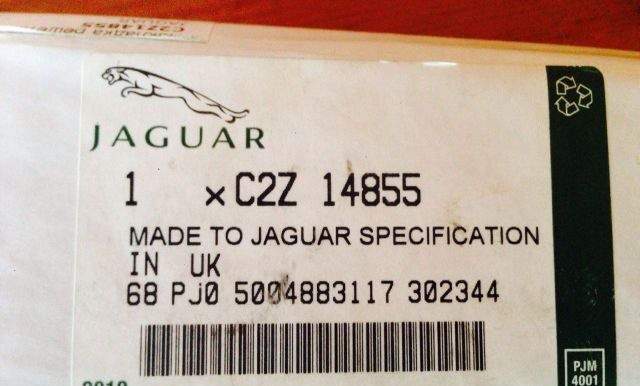 JAGUAR
1 x C2Z 14855
MADE TO JAGUAR SPECIFICATION
IN UK
68 PJ0 5004883117 302344
PJM
4001